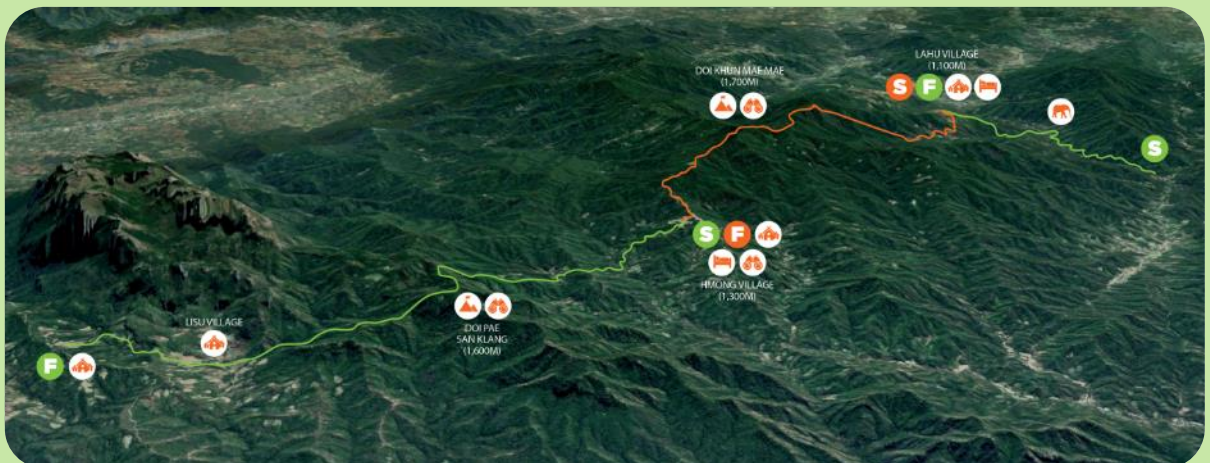 LAHU VILLAGE
(1,100M)
S F
DOI KHUN MAE MAE
(1,700M)
S
S F
HMONG VILLAGE
(1,300M)
DOI PAE
SAN KLANG
(1,600M)
LISU VILLAGE
F